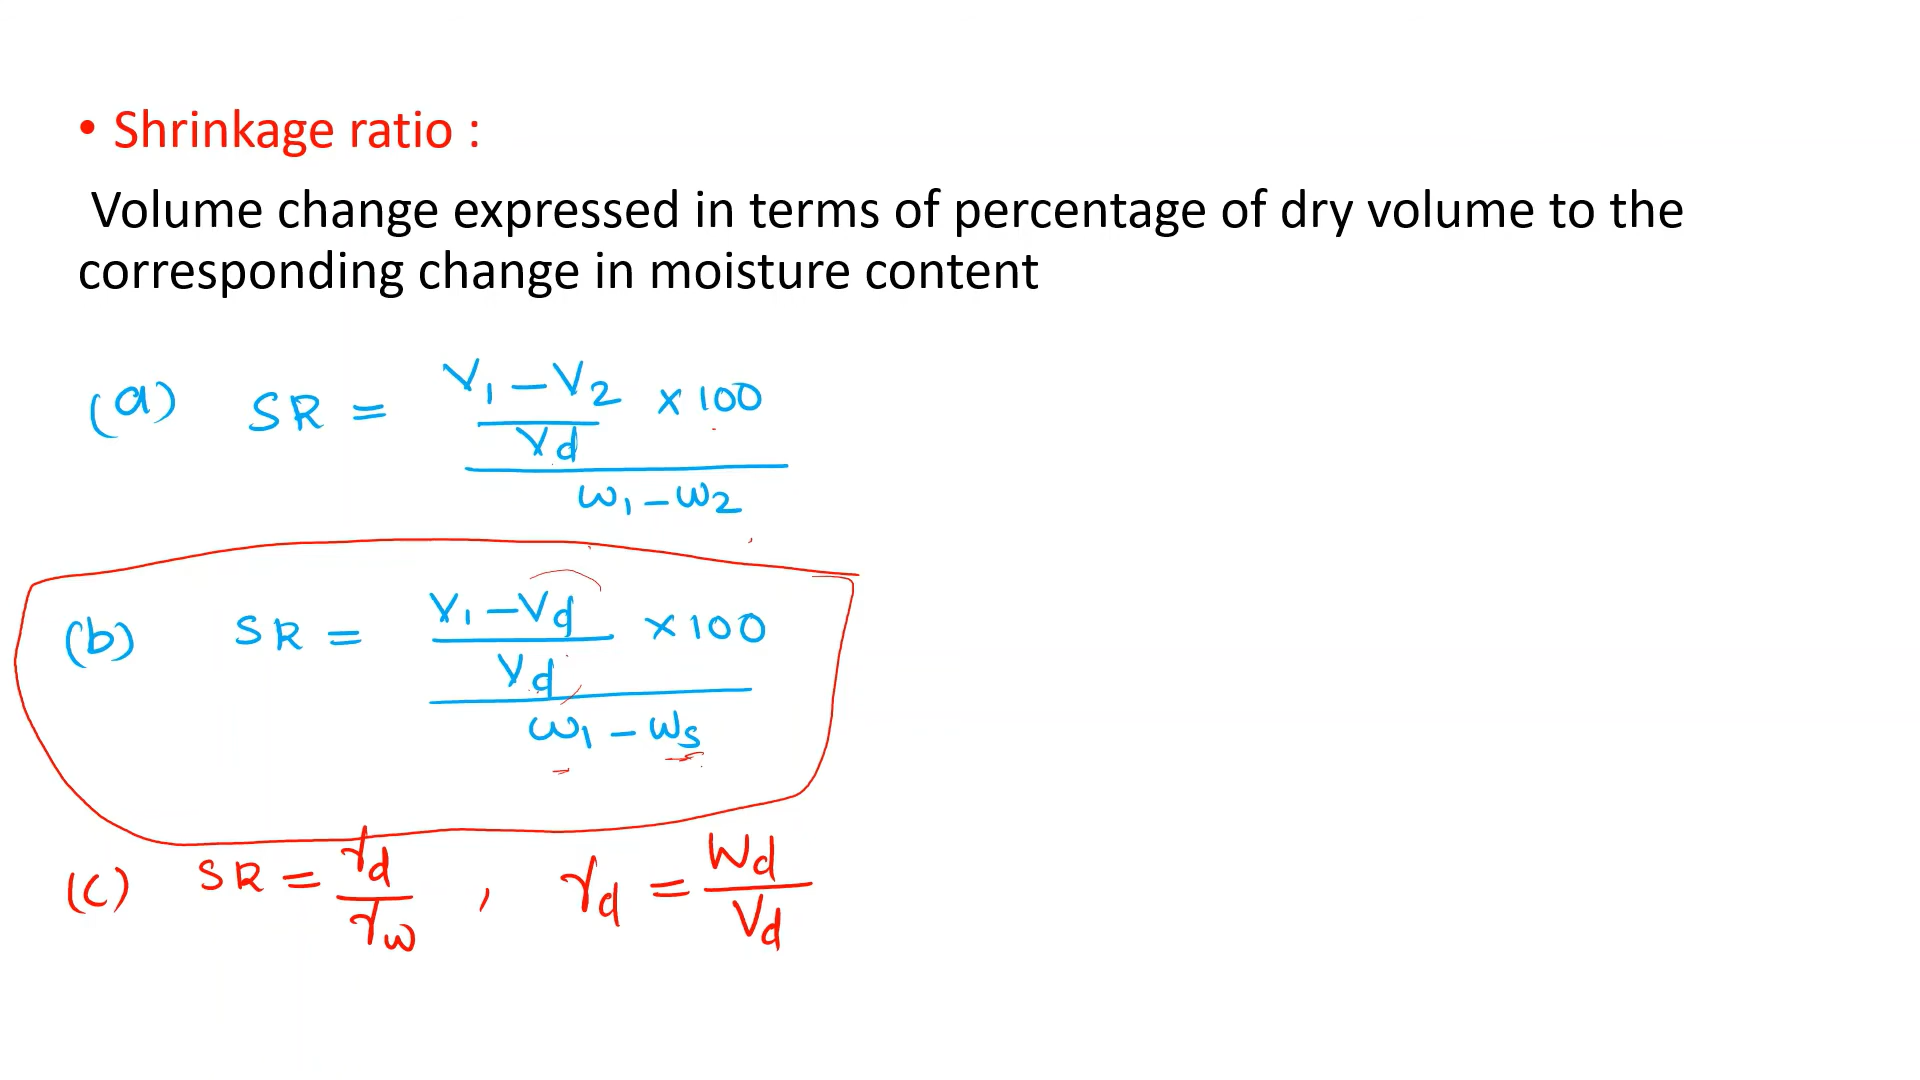 • Shrinkage ratio :
Volume change expressed in terms of percentage of dry volume to the
corresponding change in moisture content
(a) SR = V1 – V2 / Vd × 100 / w1 – w2
(b) SR = V1 – Vd / Vd × 100 / w1 – ws
(c) SR = γd / γw , γd = Wd / Vd